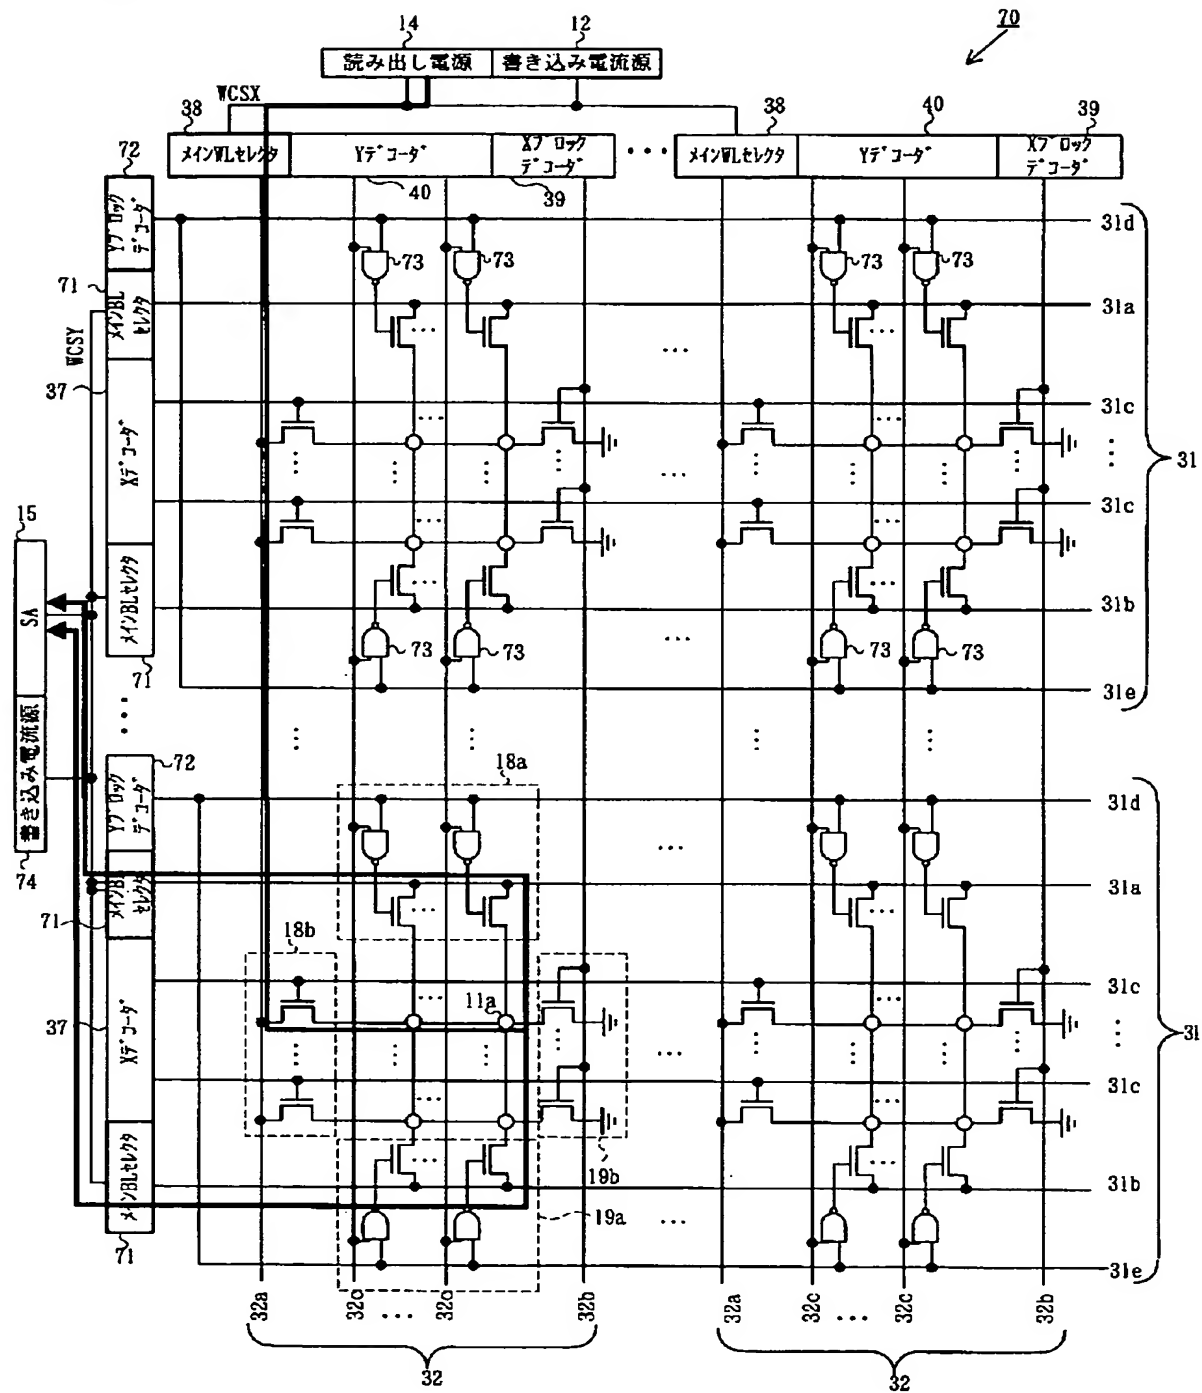 70
14
12
読み出し電源
書き込み電流源
WCSX
38
40
39
38
メインWLセレクタ
Yデコーダ
Xブロック
デコーダ
•••
メインWLセレクタ
Yデコーダ
Xブロック
デコーダ
40
39
72
Yブロック
デコーダ
71
メインBL
セレクタ
WCSY
37
Xデコーダ
メインBLセレクタ
71
15
SA
書き込み電流源
74
73
73
73
73
31d
31a
31c
31c
31b
31e
31
73
73
73
73
72
Yブロック
デコーダ
メインBL
セレクタ
71
37
Xデコーダ
メインBLセレクタ
71
18a
18b
11a
19b
19a
31d
31a
31c
31c
31b
31e
31
32a
32c
32c
32b
32
32a
32c
32c
32b
32